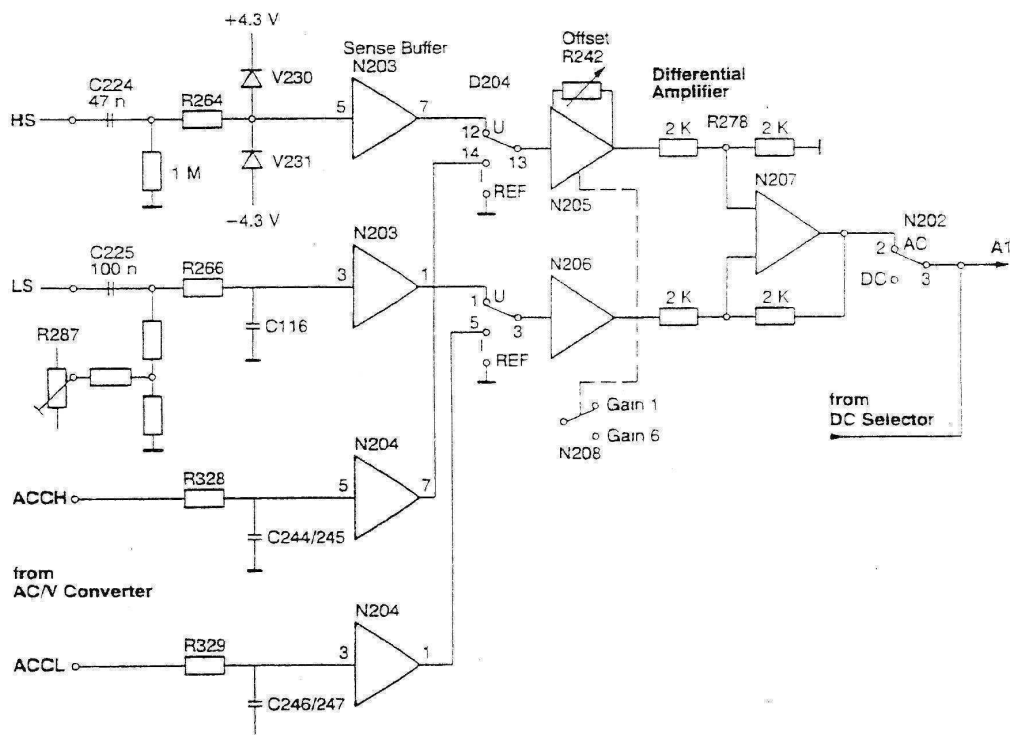 +4.3 V
Sense Buffer
N203
Offset
R242
C224
47 n
R264
V230
D204
Differential
Amplifier
HS
5
7
U
12
13
2 K
R278
2 K
1 M
V231
14
REF
N205
N207
-4.3 V
N203
N202
C225
100 n
R266
N206
2
AC
A1
LS
3
1
U
1
3
DC
3
2 K
2 K
C116
5
REF
R287
Gain 1
from
DC Selector
N208
Gain 6
N204
R328
ACCH
5
7
C244/245
from
AC/V Converter
N204
R329
ACCL
3
1
C246/247